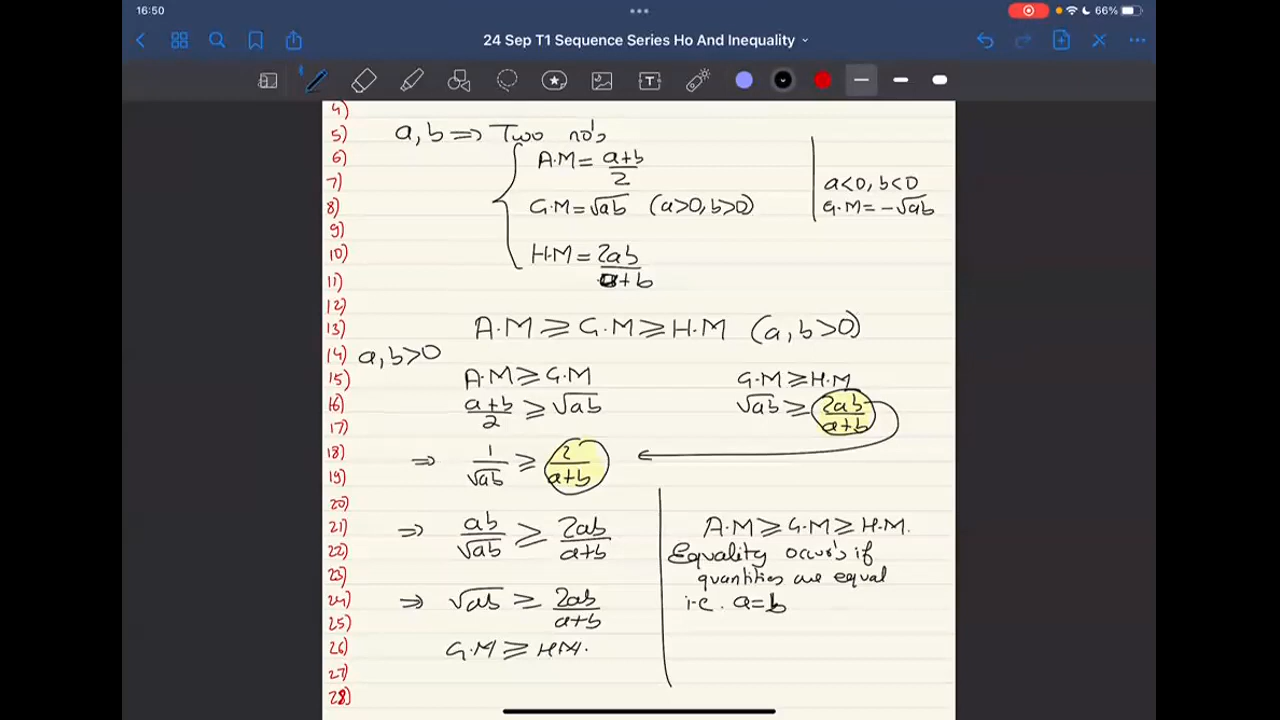 16:50
66%
24 Sep T1 Sequence Series Ho And Inequality
4)
5) a, b ⇒ Two no's
6) A.M = a+b/2
7) a<0, b<0
8) G.M = √ab (a>0, b>0) G.M = -√ab
9)
10) H.M = 2ab/a+b
11)
12)
13) A.M ≥ G.M ≥ H.M (a, b>0)
14) a, b>0
15) A.M ≥ G.M G.M ≥ H.M
16) a+b/2 ≥ √ab √ab ≥ 2ab/a+b
17)
18) ⇒ 1/√ab ≥ 2/a+b
19)
20)
21) ⇒ ab/√ab ≥ 2ab/a+b A.M ≥ G.M ≥ H.M.
22) Equality occur's if
23) quantities are equal
24) ⇒ √ab ≥ 2ab/a+b i.e. a=b
25)
26) G.M ≥ H.M.
27)
28)